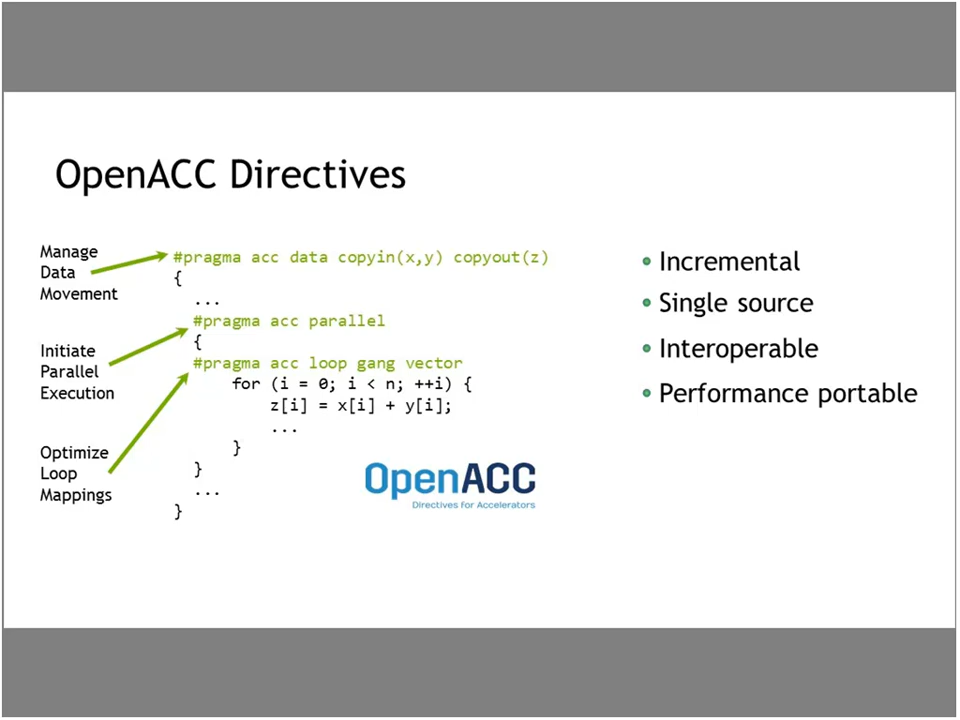 OpenACC Directives
Manage
Data
Movement
#pragma acc data copyin(x,y) copyout(z)
{
...
#pragma acc parallel
{
Initiate
Parallel
Execution
#pragma acc loop gang vector
for (i = 0; i < n; ++i) {
z[i] = x[i] + y[i];
...
}
}
...
}
Optimize
Loop
Mappings
OpenACC
Directives for Accelerators
• Incremental
• Single source
• Interoperable
• Performance portable